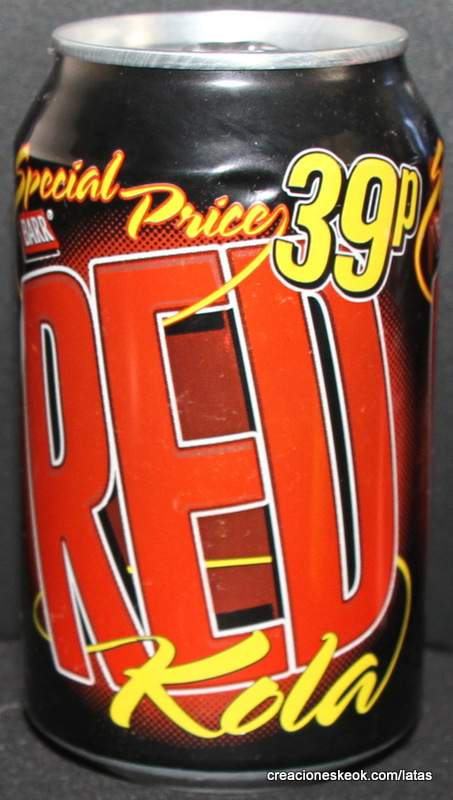 Special Price 39p
BARR®
RED
Kola
creacioneskeok.com/latas